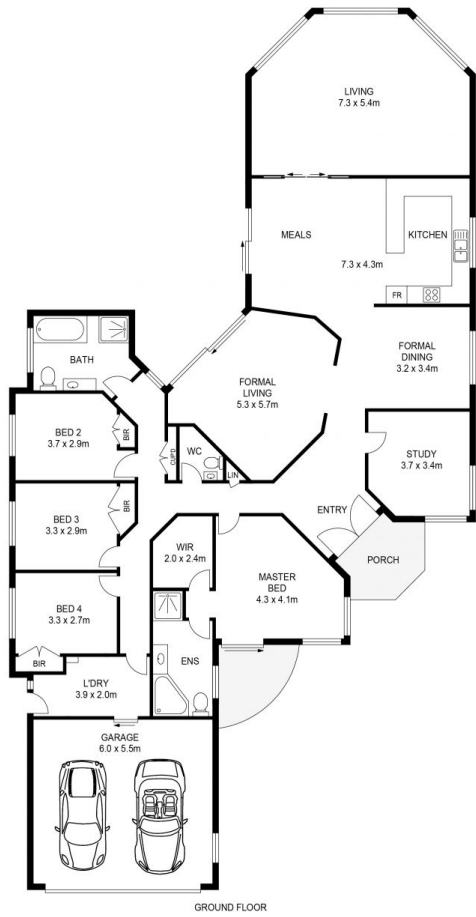 LIVING
7.3 x 5.4m
MEALS
KITCHEN
7.3 x 4.3m
FR
BATH
FORMAL
LIVING
5.3 x 5.7m
FORMAL
DINING
3.2 x 3.4m
BED 2
3.7 x 2.9m
BIR
CUP'D
WC
LIN
STUDY
3.7 x 3.4m
BED 3
3.3 x 2.9m
BIR
ENTRY
PORCH
WIR
2.0 x 2.4m
MASTER
BED
4.3 x 4.1m
BED 4
3.3 x 2.7m
BIR
ENS
L'DRY
3.9 x 2.0m
GARAGE
6.0 x 5.5m
GROUND FLOOR